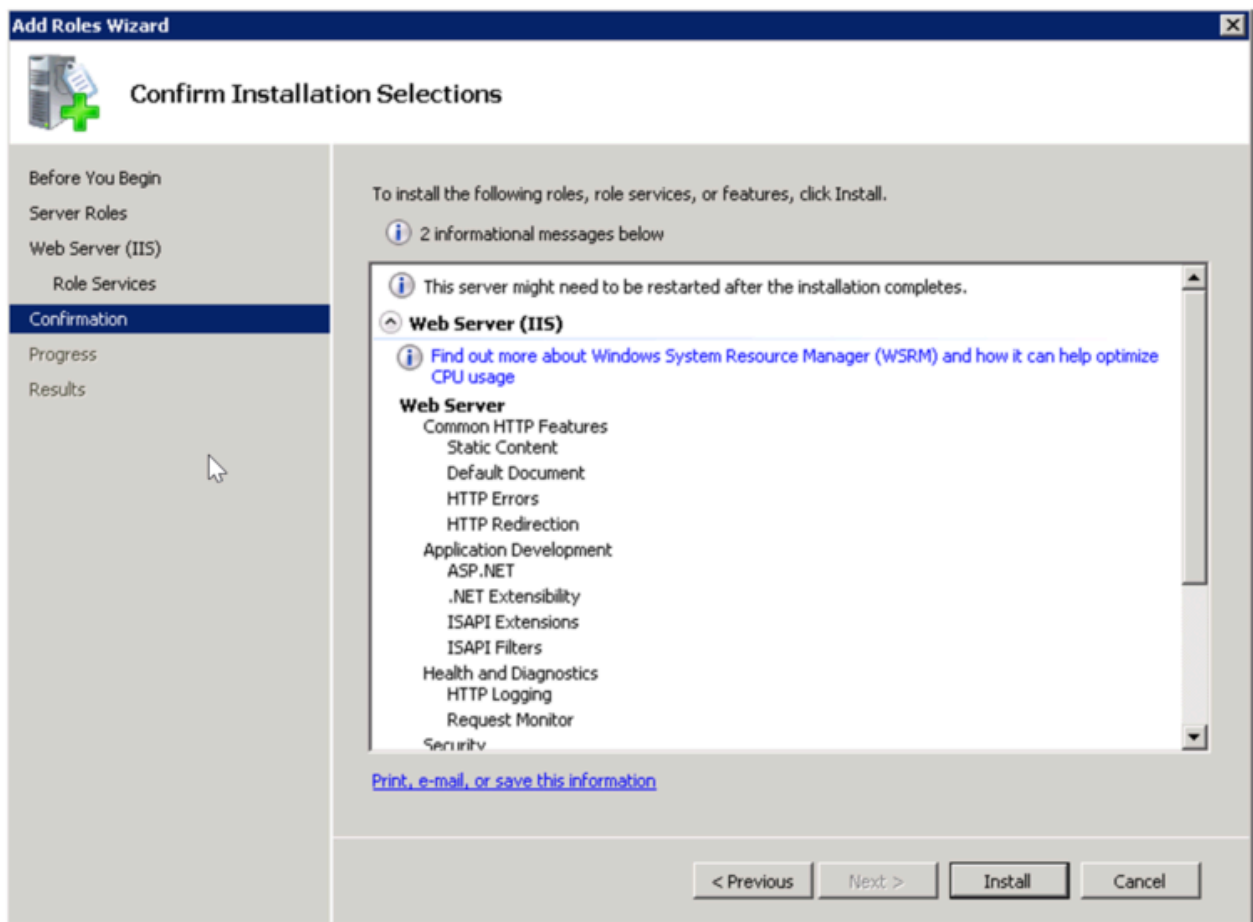 Add Roles Wizard
Confirm Installation Selections
Before You Begin
Server Roles
Web Server (IIS)
Role Services
Confirmation
Progress
Results
To install the following roles, role services, or features, click Install.
2 informational messages below
This server might need to be restarted after the installation completes.
Web Server (IIS)
Find out more about Windows System Resource Manager (WSRM) and how it can help optimize
CPU usage
Web Server
Common HTTP Features
Static Content
Default Document
HTTP Errors
HTTP Redirection
Application Development
ASP.NET
.NET Extensibility
ISAPI Extensions
ISAPI Filters
Health and Diagnostics
HTTP Logging
Request Monitor
Security
Print, e-mail, or save this information
< Previous
Next >
Install
Cancel